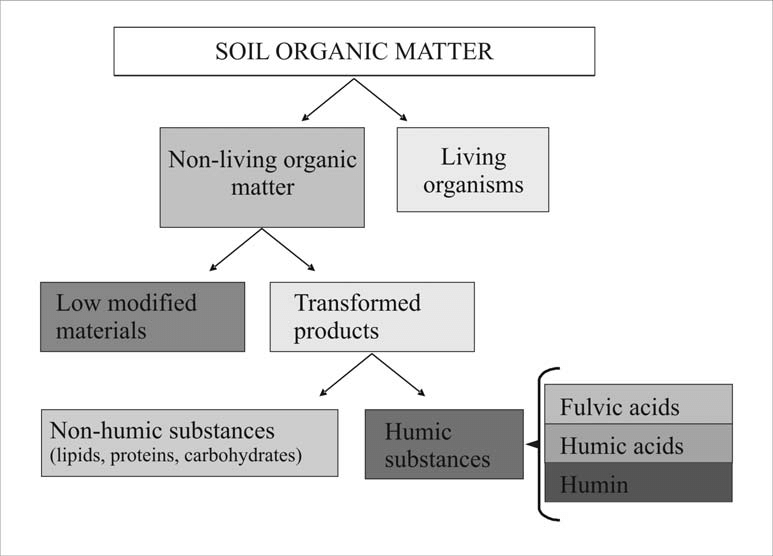 SOIL ORGANIC MATTER
Non-living organic
matter
Living
organisms
Low modified
materials
Transformed
products
Non-humic substances
(lipids, proteins, carbohydrates)
Humic
substances
Fulvic acids
Humic acids
Humin